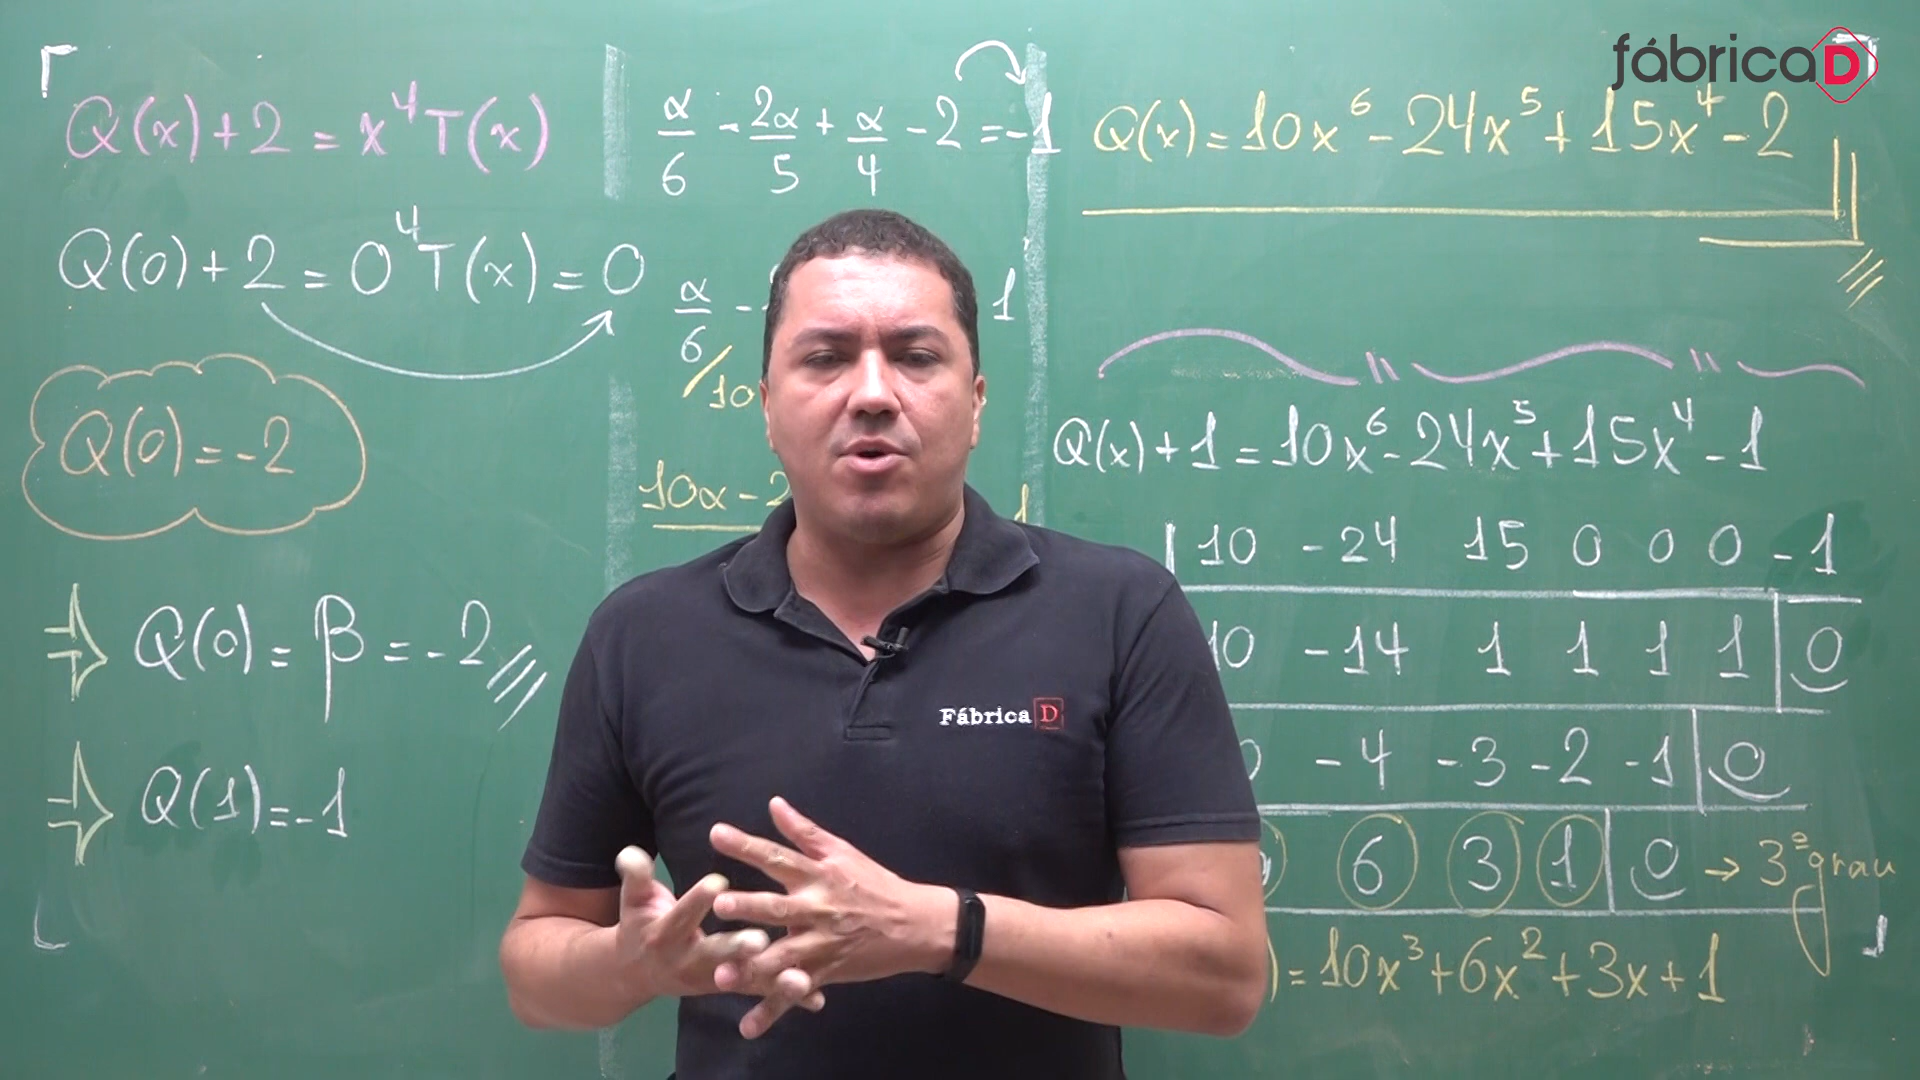 fábricaD
Q(x)+2=x⁴T(x)
Q(0)+2=0⁴T(x)=0
Q(0)=-2
Q(0)=β=-2
Q(1)=-1
α/6-2α/5+α/4-2=-1
α/6- 1
/10
10α-2 1
Q(x)=10x⁶-24x⁵+15x⁴-2
Q(x)+1=10x⁶-24x⁵+15x⁴-1
10 -24 15 0 0 0 -1
10 -14 1 1 1 1 0
-4 -3 -2 -1 0
6 3 1 0 → 3º grau
)=10x³+6x²+3x+1
Fábrica D